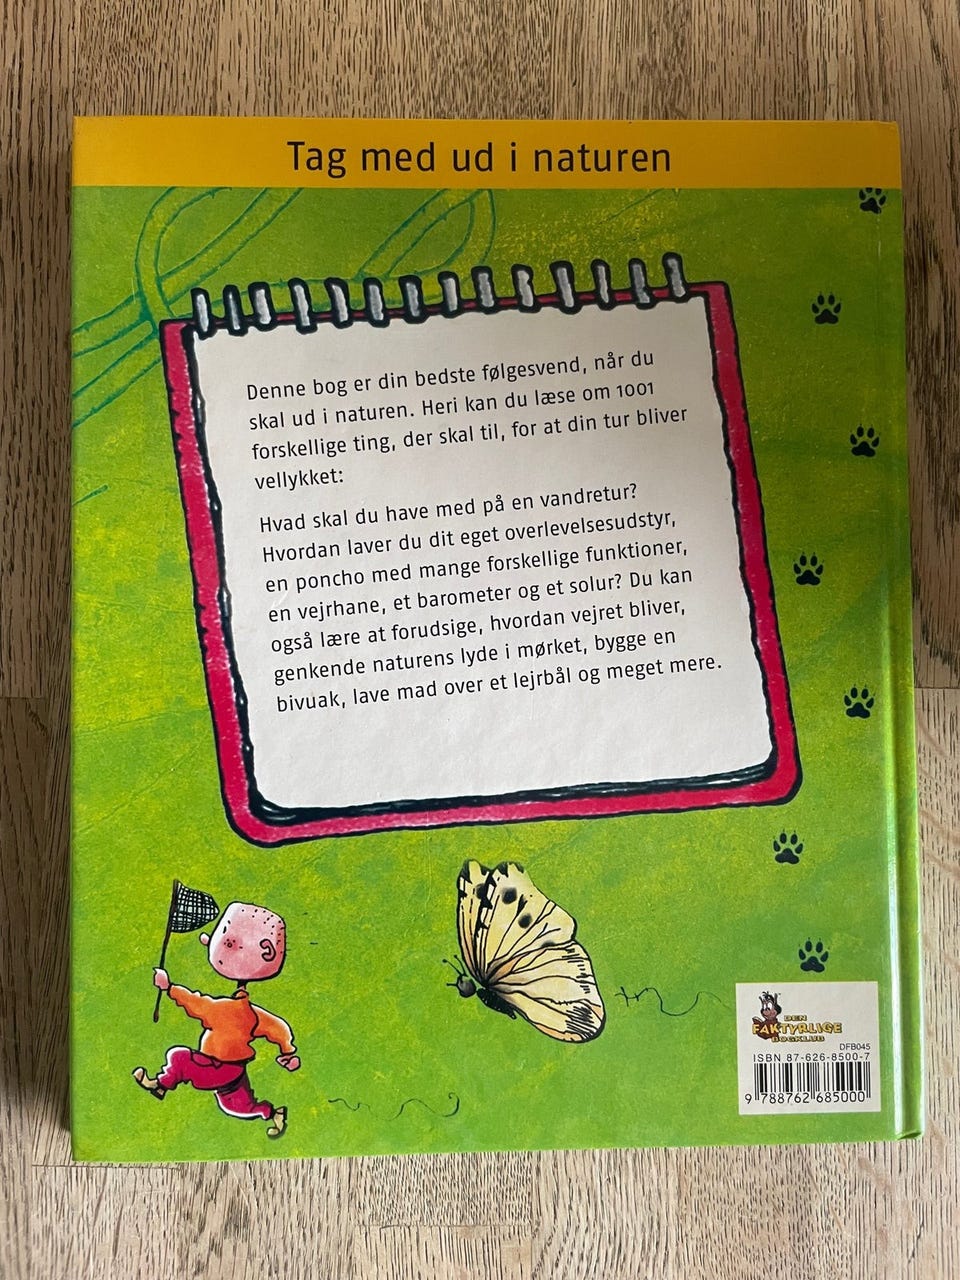 Tag med ud i naturen
Denne bog er din bedste følgesvend, når du
skal ud i naturen. Heri kan du læse om 1001
forskellige ting, der skal til, for at din tur bliver
vellykket:
Hvad skal du have med på en vandretur?
Hvordan laver du dit eget overlevelsesudstyr,
en poncho med mange forskellige funktioner,
en vejrhane, et barometer og et solur? Du kan
også lære at forudsige, hvordan vejret bliver,
genkende naturens lyde i mørket, bygge en
bivuak, lave mad over et lejrbål og meget mere.
DEN
FAKTYRLIGE
BOGKLUB
DFB045
ISBN 87-626-8500-7
9 788762 685000